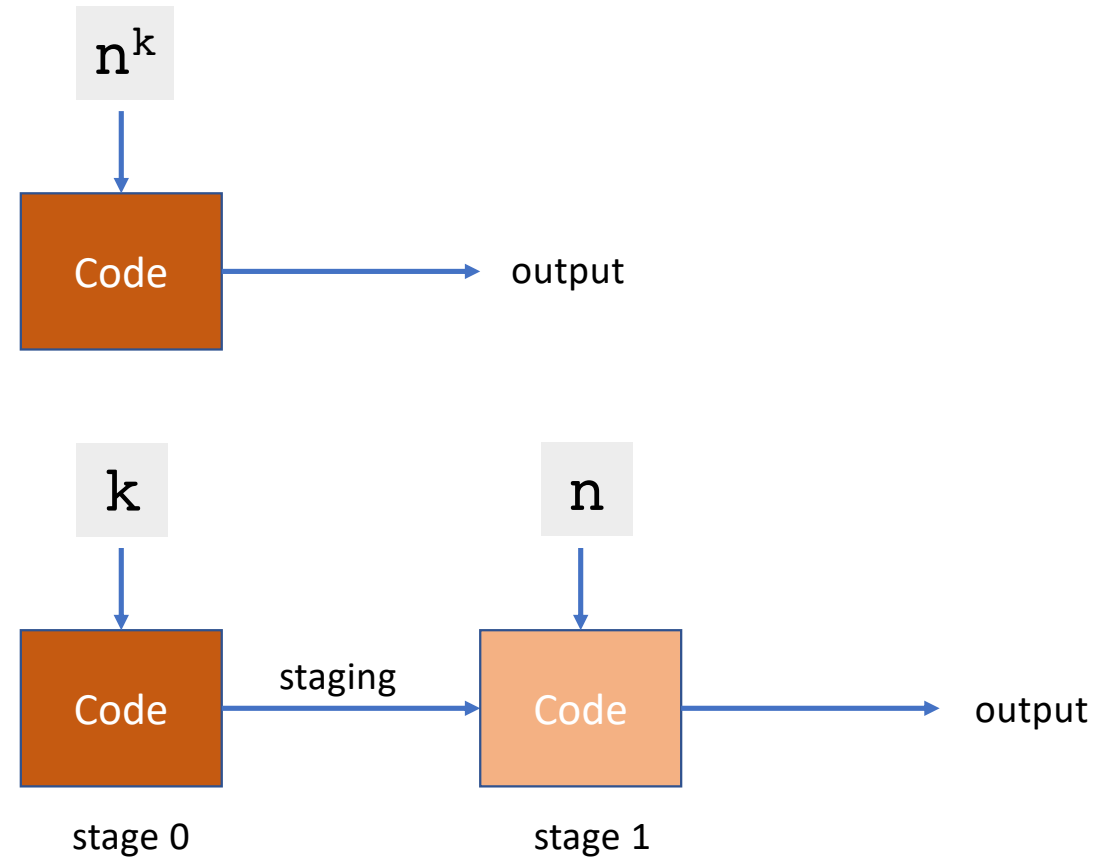 nᵏ
Code
output
k
n
Code
staging
Code
output
stage 0
stage 1